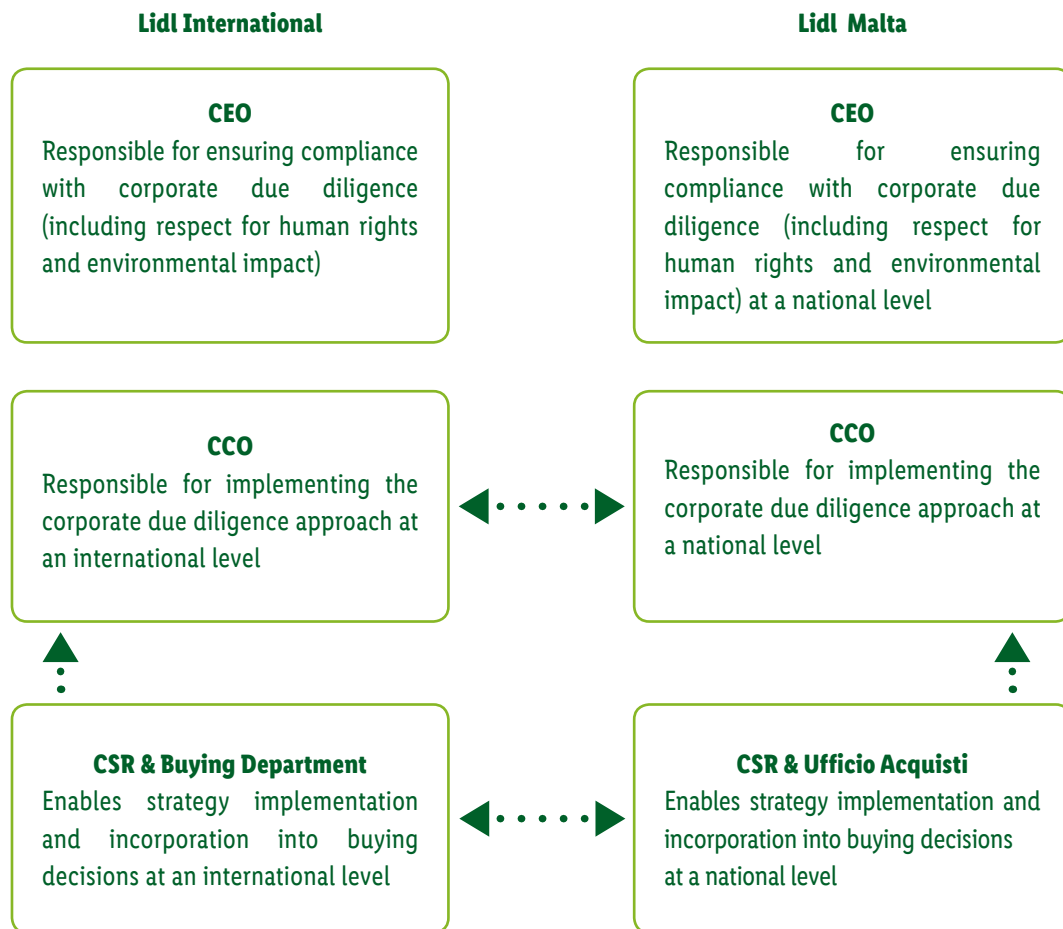 Lidl International
Lidl Malta
CEO
Responsible for ensuring compliance
with corporate due diligence
(including respect for human rights
and environmental impact)
CEO
Responsible for ensuring
compliance with corporate due
diligence (including respect for
human rights and environmental
impact) at a national level
CCO
Responsible for implementing the
corporate due diligence approach at
an international level
CCO
Responsible for implementing the
corporate due diligence approach at
a national level
CSR & Buying Department
Enables strategy implementation
and incorporation into buying
decisions at an international level
CSR & Ufficio Acquisti
Enables strategy implementation and
incorporation into buying decisions
at a national level